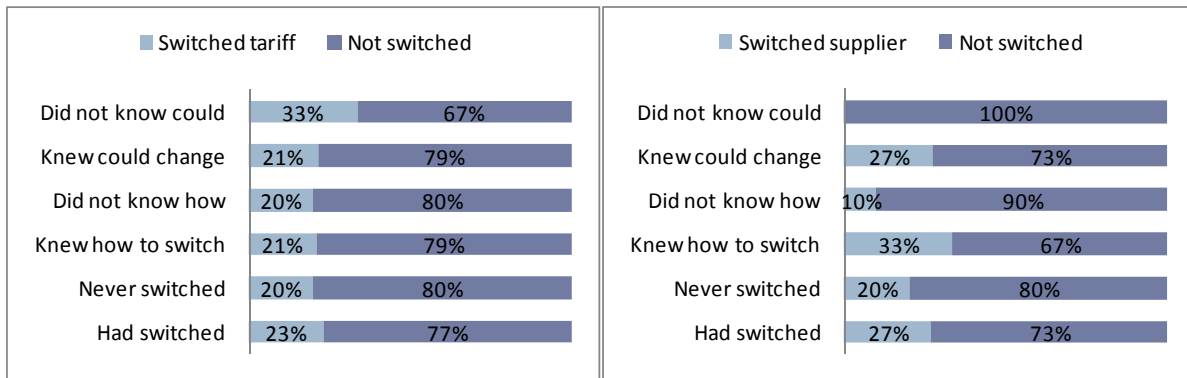 Switched tariff Not switched
Did not know could 33% 67%
Knew could change 21% 79%
Did not know how 20% 80%
Knew how to switch 21% 79%
Never switched 20% 80%
Had switched 23% 77%
Switched supplier Not switched
Did not know could 100%
Knew could change 27% 73%
Did not know how 10% 90%
Knew how to switch 33% 67%
Never switched 20% 80%
Had switched 27% 73%